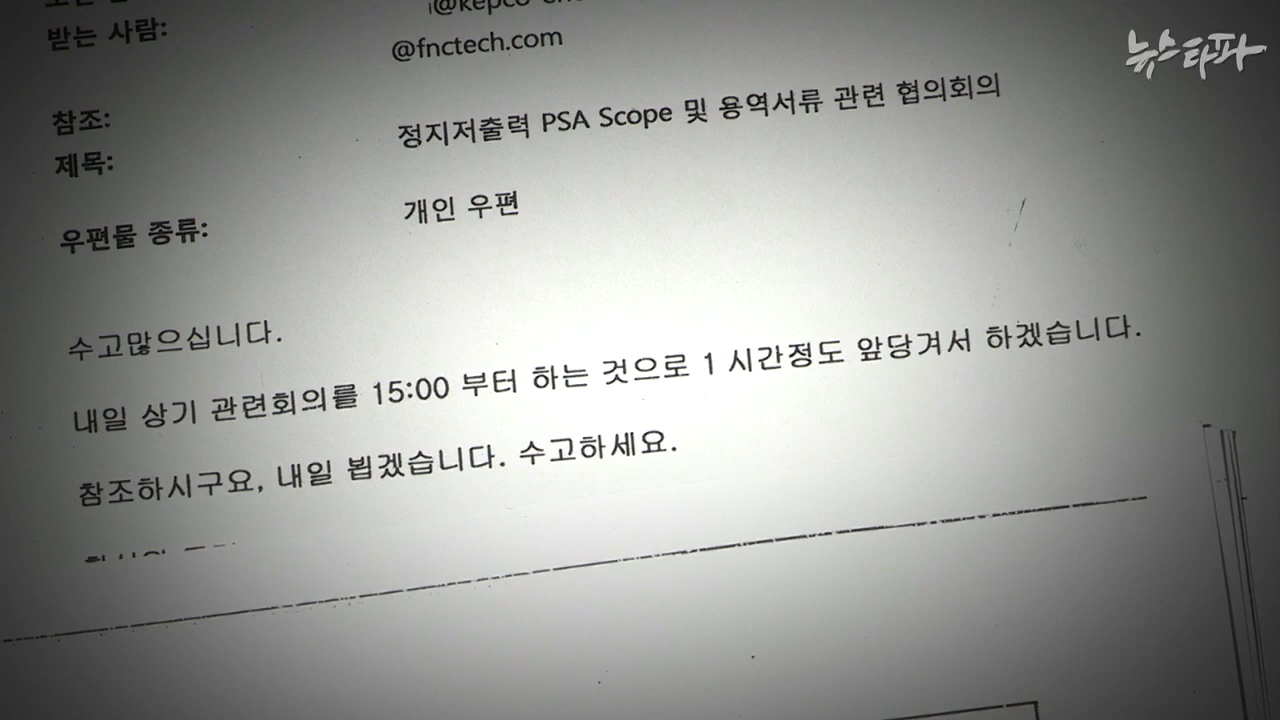 뉴스타파
받는 사람:
@fnctech.com
참조:
제목:
정지저출력 PSA Scope 및 용역서류 관련 협의회의
우편물 종류:
개인 우편
수고많으십니다.
내일 상기 관련회의를 15:00 부터 하는 것으로 1 시간정도 앞당겨서 하겠습니다.
참조하시구요, 내일 뵙겠습니다. 수고하세요.